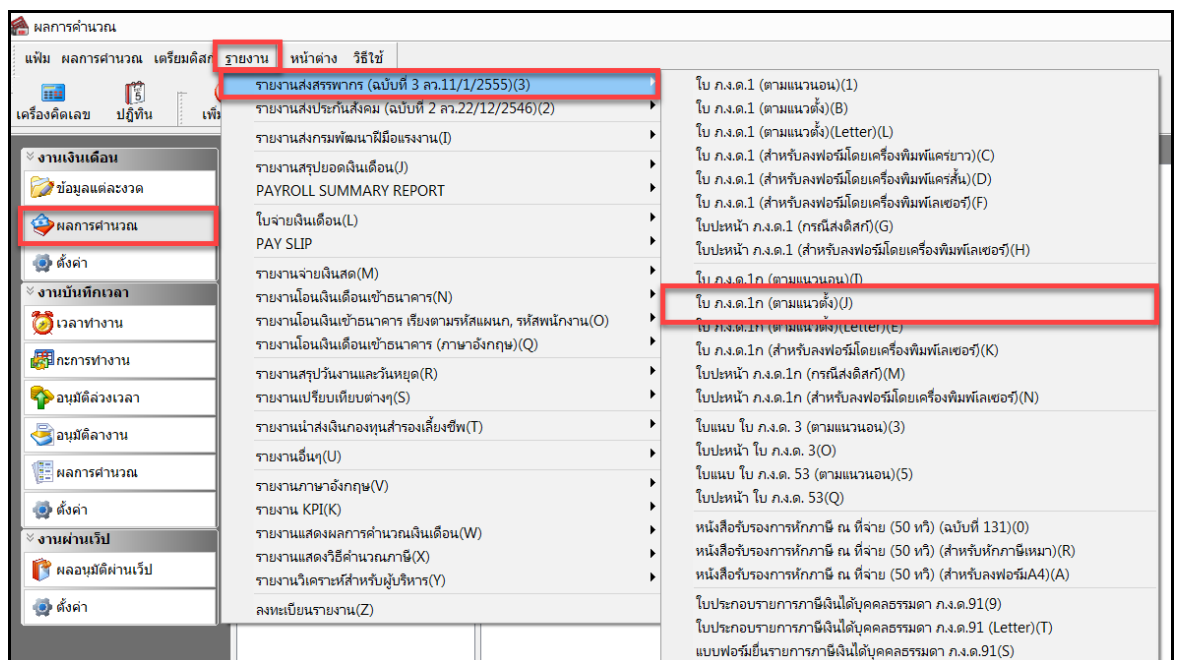 ผลการคำนวณ
แฟ้ม ผลการคำนวณ เตรียมดิสก รายงาน หน้าต่าง วิธีใช้
เครื่องคิดเลข ปฏิทิน เพิ่
งานเงินเดือน
ข้อมูลแต่ละงวด
ผลการคำนวณ
ตั้งค่า
งานบันทึกเวลา
เวลาทำงาน
กะการทำงาน
อนุมัติล่วงเวลา
อนุมัติลางาน
ผลการคำนวณ
ตั้งค่า
งานผ่านเว็ป
ผลอนุมัติผ่านเว็ป
ตั้งค่า
รายงานส่งสรรพากร (ฉบับที่ 3 ลว.11/1/2555)(3)
รายงานส่งประกันสังคม (ฉบับที่ 2 ลว.22/12/2546)(2)
รายงานส่งกรมพัฒนาฝีมือแรงงาน(I)
รายงานสรุปยอดเงินเดือน(J)
PAYROLL SUMMARY REPORT
ใบจ่ายเงินเดือน(L)
PAY SLIP
รายงานจ่ายเงินสด(M)
รายงานโอนเงินเดือนเข้าธนาคาร(N)
รายงานโอนเงินเข้าธนาคาร เรียงตามรหัสแผนก, รหัสพนักงาน(O)
รายงานโอนเงินเดือนเข้าธนาคาร (ภาษาอังกฤษ)(Q)
รายงานสรุปวันงานและวันหยุด(R)
รายงานเปรียบเทียบต่างๆ(S)
รายงานนำส่งเงินกองทุนสำรองเลี้ยงชีพ(T)
รายงานอื่นๆ(U)
รายงานภาษาอังกฤษ(V)
รายงาน KPI(K)
รายงานแสดงผลการคำนวณเงินเดือน(W)
รายงานแสดงวิธีคำนวณภาษี(X)
รายงานวิเคราะห์สำหรับผู้บริหาร(Y)
ลงทะเบียนรายงาน(Z)
ใบ ภ.ง.ด.1 (ตามแนวนอน)(1)
ใบ ภ.ง.ด.1 (ตามแนวตั้ง)(B)
ใบ ภ.ง.ด.1 (ตามแนวตั้ง)(Letter)(L)
ใบ ภ.ง.ด.1 (สำหรับลงฟอร์มโดยเครื่องพิมพ์แคร่ยาว)(C)
ใบ ภ.ง.ด.1 (สำหรับลงฟอร์มโดยเครื่องพิมพ์แคร่สั้น)(D)
ใบ ภ.ง.ด.1 (สำหรับลงฟอร์มโดยเครื่องพิมพ์เลเซอร์)(F)
ใบปะหน้า ภ.ง.ด.1 (กรณีส่งดิสก์)(G)
ใบปะหน้า ภ.ง.ด.1 (สำหรับลงฟอร์มโดยเครื่องพิมพ์เลเซอร์)(H)
ใบ ภ.ง.ด.1ก (ตามแนวนอน)(I)
ใบ ภ.ง.ด.1ก (ตามแนวตั้ง)(J)
ใบ ภ.ง.ด.1ก (ตามแนวตั้ง)(Letter)(E)
ใบ ภ.ง.ด.1ก (สำหรับลงฟอร์มโดยเครื่องพิมพ์เลเซอร์)(K)
ใบปะหน้า ภ.ง.ด.1ก (กรณีส่งดิสก์)(M)
ใบปะหน้า ภ.ง.ด.1ก (สำหรับลงฟอร์มโดยเครื่องพิมพ์เลเซอร์)(N)
ใบแนบ ใบ ภ.ง.ด. 3 (ตามแนวนอน)(3)
ใบปะหน้า ใบ ภ.ง.ด. 3(O)
ใบแนบ ใบ ภ.ง.ด. 53 (ตามแนวนอน)(5)
ใบปะหน้า ใบ ภ.ง.ด. 53(Q)
หนังสือรับรองการหักภาษี ณ ที่จ่าย (50 ทวิ) (ฉบับที่ 131)(0)
หนังสือรับรองการหักภาษี ณ ที่จ่าย (50 ทวิ) (สำหรับหักภาษีเหมา)(R)
หนังสือรับรองการหักภาษี ณ ที่จ่าย (50 ทวิ) (สำหรับลงฟอร์มA4)(A)
ใบประกอบรายการภาษีเงินได้บุคคลธรรมดา ภ.ง.ด.91(9)
ใบประกอบรายการภาษีเงินได้บุคคลธรรมดา ภ.ง.ด.91 (Letter)(T)
แบบฟอร์มยื่นรายการภาษีเงินได้บุคคลธรรมดา ภ.ง.ด.91(S)